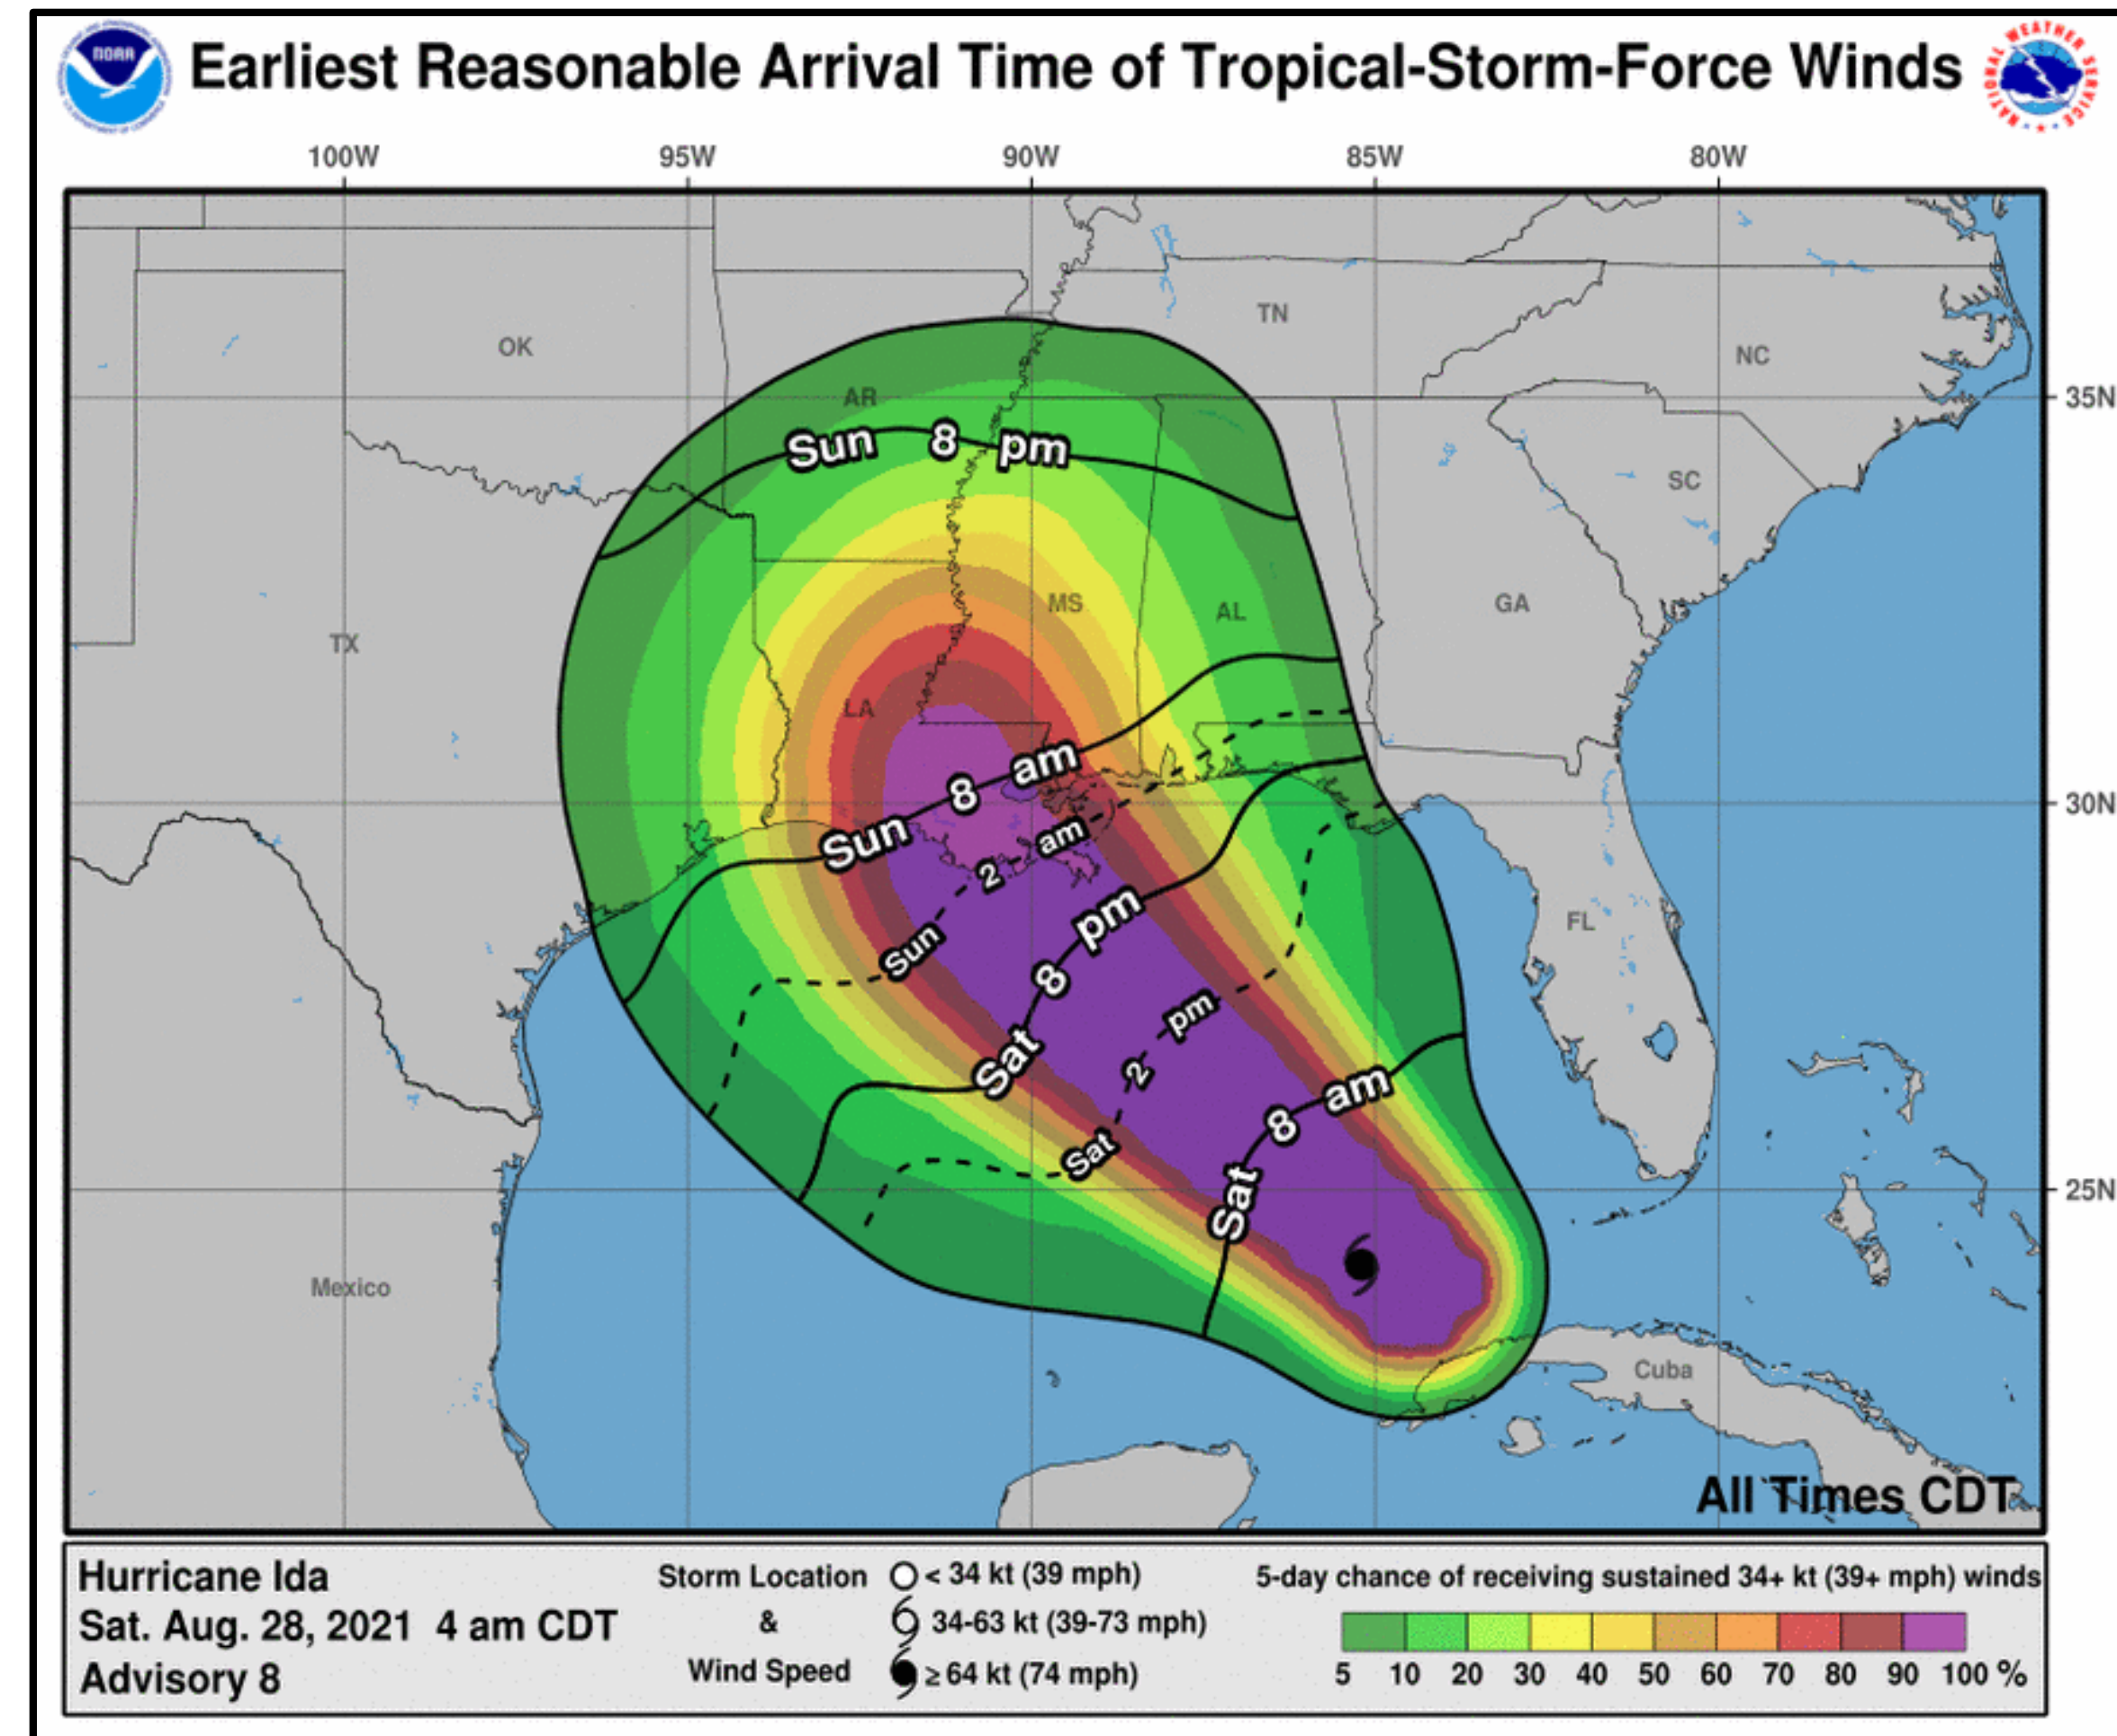 NOAA
Earliest Reasonable Arrival Time of Tropical-Storm-Force Winds
NATIONAL WEATHER SERVICE
100W 95W 90W 85W 80W
TN
OK
NC
AR
35N
Sun 8 pm
SC
MS
AL
GA
TX
LA
Sun 8 am
30N
Sun 2 am
FL
Sat 8 pm
Sat 2 pm
Sat 8 am
25N
Mexico
Cuba
All Times CDT
Hurricane Ida
Sat. Aug. 28, 2021 4 am CDT
Advisory 8
Storm Location
&
Wind Speed
< 34 kt (39 mph)
34-63 kt (39-73 mph)
≥ 64 kt (74 mph)
5-day chance of receiving sustained 34+ kt (39+ mph) winds
5 10 20 30 40 50 60 70 80 90 100 %